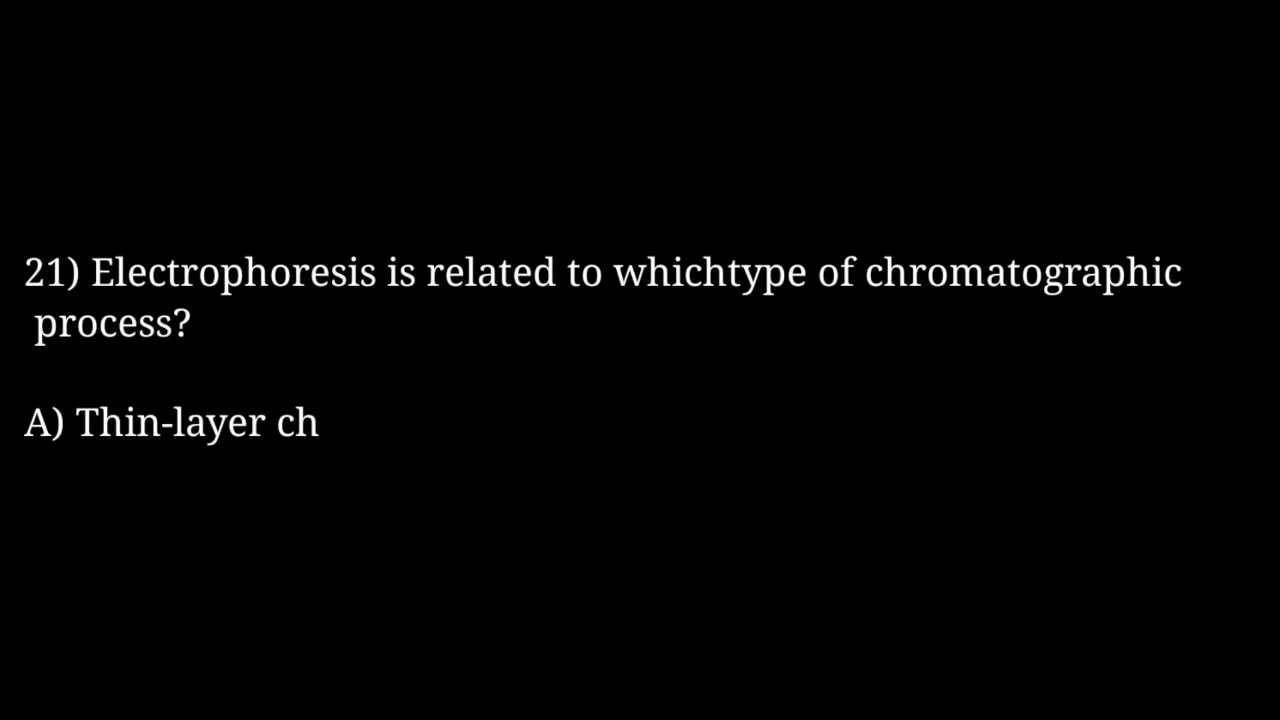 21) Electrophoresis is related to whichtype of chromatographic
process?
A) Thin-layer ch